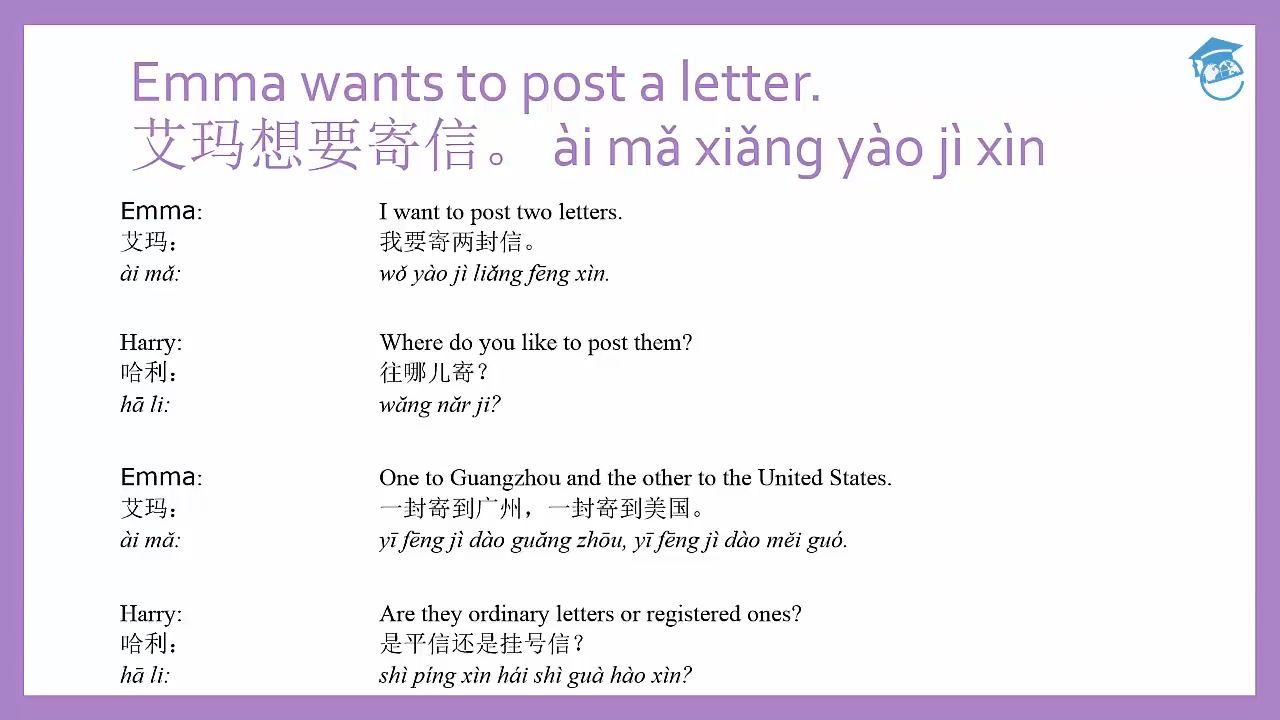 Emma wants to post a letter.
艾玛想要寄信。 ài mǎ xiǎng yào jì xìn
Emma: I want to post two letters.
艾玛： 我要寄两封信。
ài mǎ: wǒ yào jì liǎng fēng xìn.
Harry: Where do you like to post them?
哈利： 往哪儿寄？
hā li: wǎng nǎr ji?
Emma: One to Guangzhou and the other to the United States.
艾玛： 一封寄到广州，一封寄到美国。
ài mǎ: yī fēng jì dào guǎng zhōu, yī fēng jì dào měi guó.
Harry: Are they ordinary letters or registered ones?
哈利： 是平信还是挂号信？
hā li: shì píng xìn hái shì guà hào xìn?